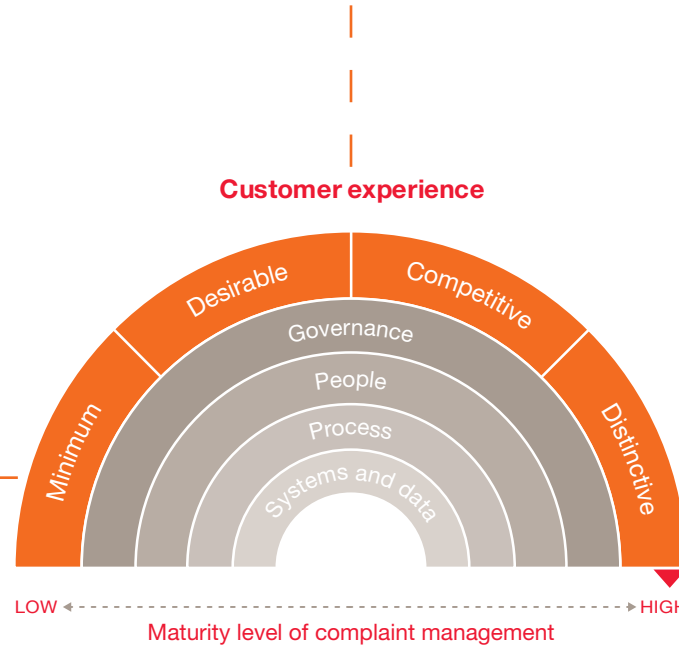 Customer experience
Minimum
Desirable
Competitive
Distinctive
Governance
People
Process
Systems and data
LOW
HIGH
Maturity level of complaint management